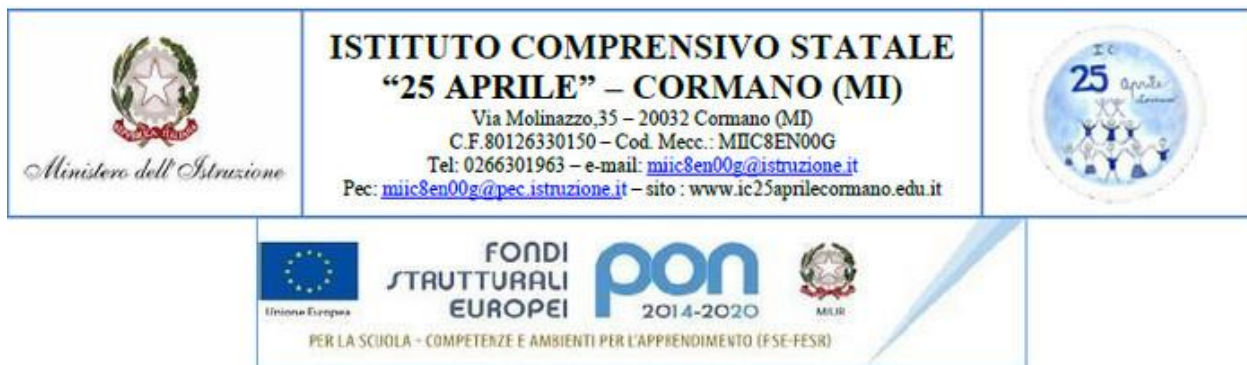 ISTITUTO COMPRENSIVO STATALE
“25 APRILE” – CORMANO (MI)
Via Molinazzo,35 – 20032 Cormano (MI)
C.F.80126330150 – Cod. Mecc.: MIIC8EN00G
Tel: 0266301963 – e-mail: miic8en00g@istruzione.it
Pec: miic8en00g@pec.istruzione.it – sito : www.ic25aprilecormano.edu.it
Ministero dell'Istruzione
I C
25 Aprile
Cormano
FONDI
STRUTTURALI
EUROPEI
pon
2014-2020
Unione Europea
MIUR
PER LA SCUOLA - COMPETENZE E AMBIENTI PER L'APPRENDIMENTO (FSE-FESR)